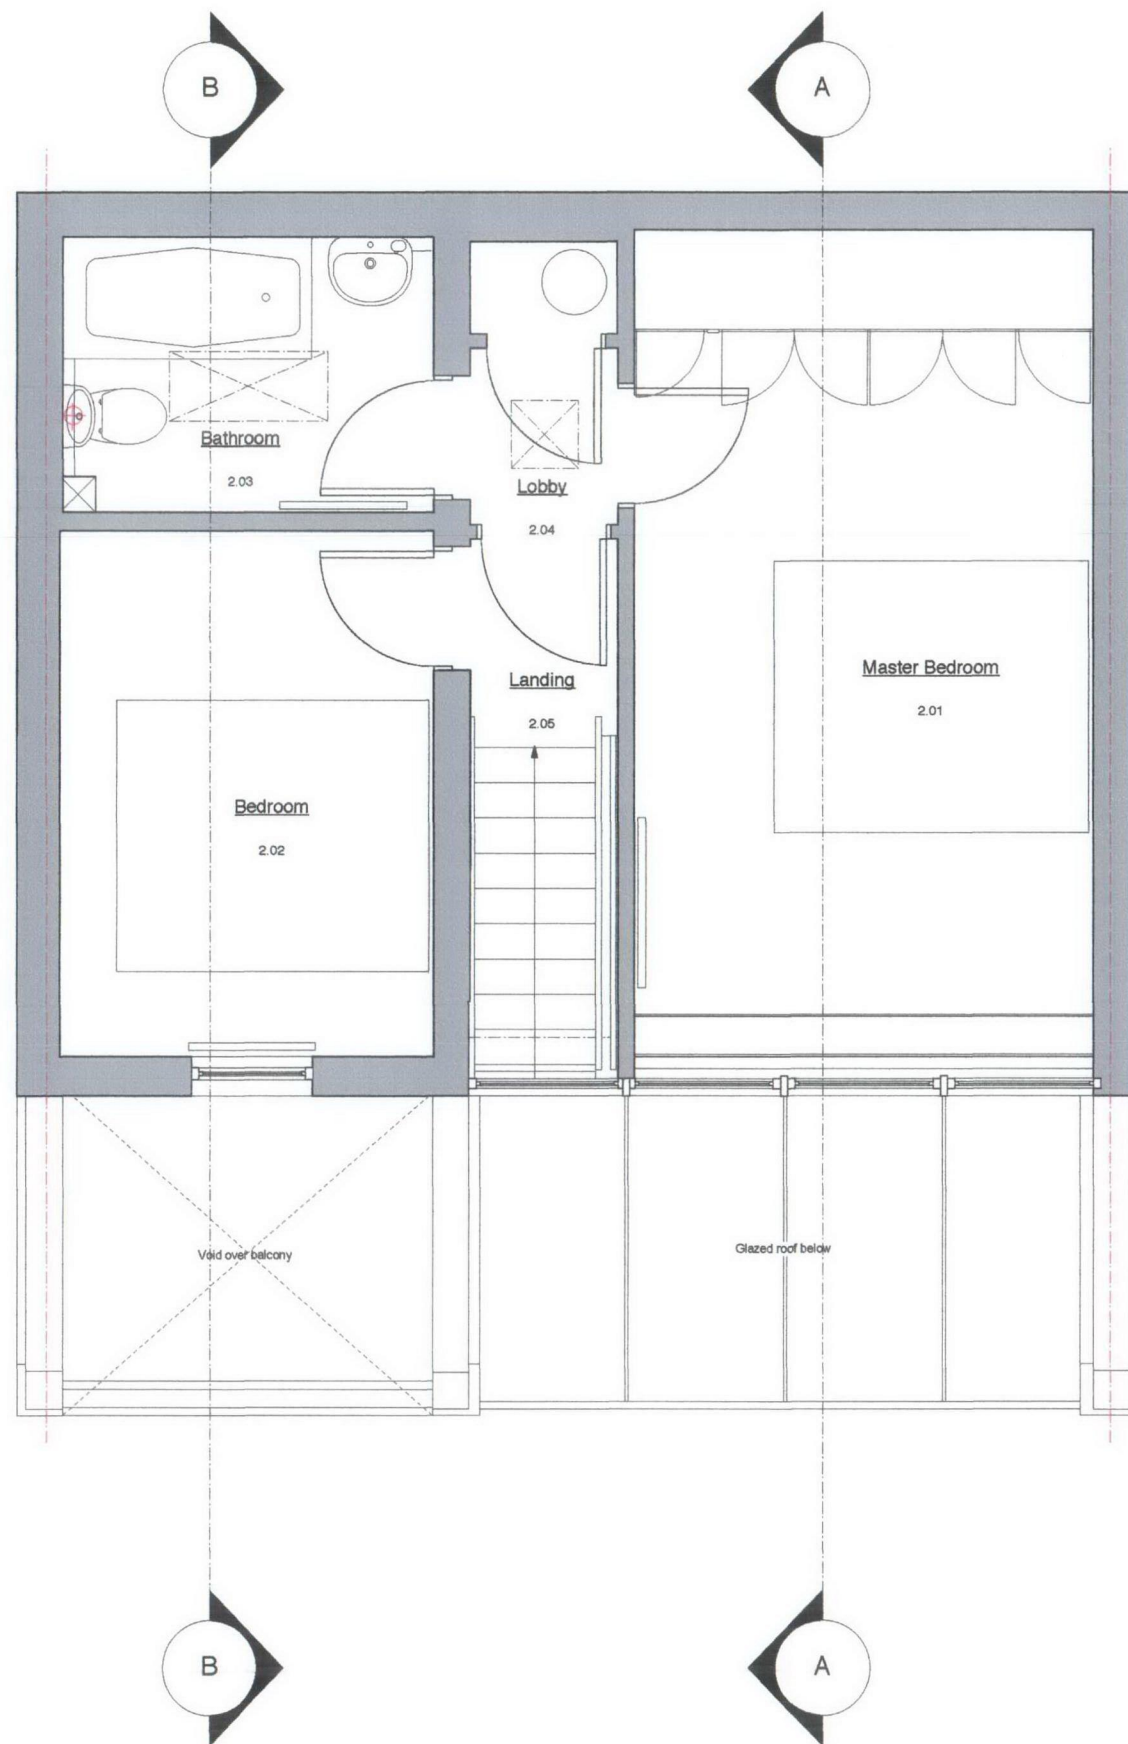 B
A
Bathroom
2.03
Lobby
2.04
Master Bedroom
2.01
Landing
2.05
Bedroom
2.02
Void over balcony
Glazed roof below
B
A